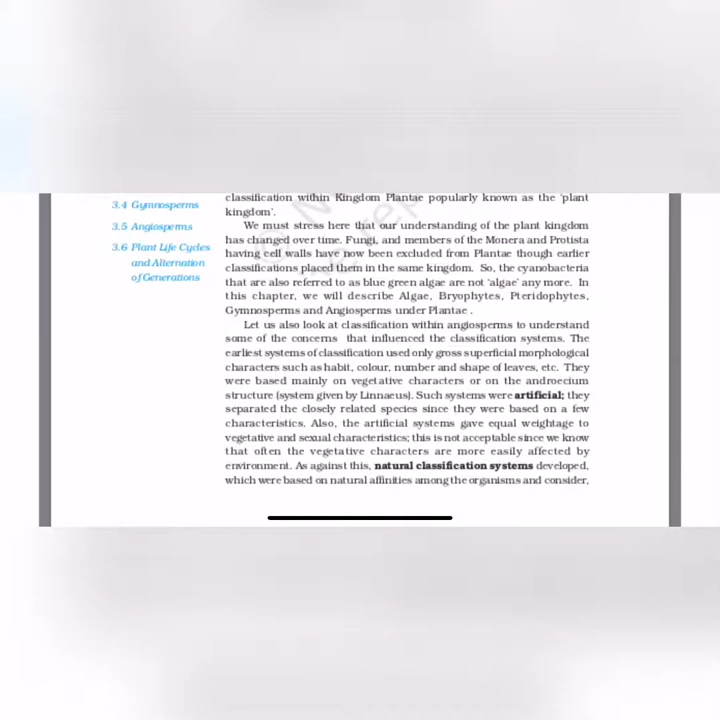 3.4 Gymnosperms
3.5 Angiosperms
3.6 Plant Life Cycles
and Alternation
of Generations
classification within Kingdom Plantae popularly known as the 'plant
kingdom'.
We must stress here that our understanding of the plant kingdom
has changed over time. Fungi, and members of the Monera and Protista
having cell walls have now been excluded from Plantae though earlier
classifications placed them in the same kingdom. So, the cyanobacteria
that are also referred to as blue green algae are not 'algae' any more. In
this chapter, we will describe Algae, Bryophytes, Pteridophytes,
Gymnosperms and Angiosperms under Plantae .
Let us also look at classification within angiosperms to understand
some of the concerns that influenced the classification systems. The
earliest systems of classification used only gross superficial morphological
characters such as habit, colour, number and shape of leaves, etc. They
were based mainly on vegetative characters or on the androecium
structure (system given by Linnaeus). Such systems were artificial; they
separated the closely related species since they were based on a few
characteristics. Also, the artificial systems gave equal weightage to
vegetative and sexual characteristics; this is not acceptable since we know
that often the vegetative characters are more easily affected by
environment. As against this, natural classification systems developed,
which were based on natural affinities among the organisms and consider,